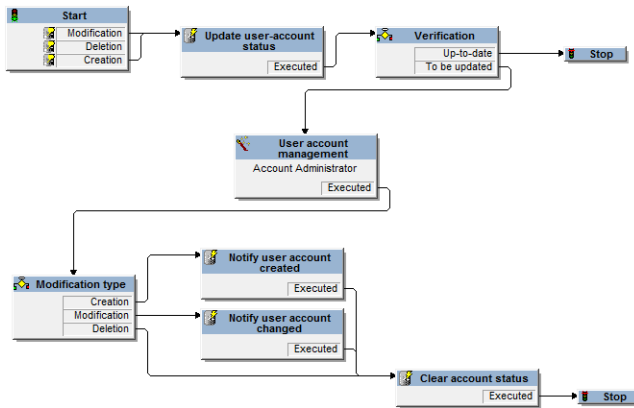 Start
Modification
Deletion
Creation
Update user-account
status
Executed
Verification
Up-to-date
To be updated
Stop
User account
management
Account Administrator
Executed
Modification type
Creation
Modification
Deletion
Notify user account
created
Executed
Notify user account
changed
Executed
Clear account status
Executed
Stop